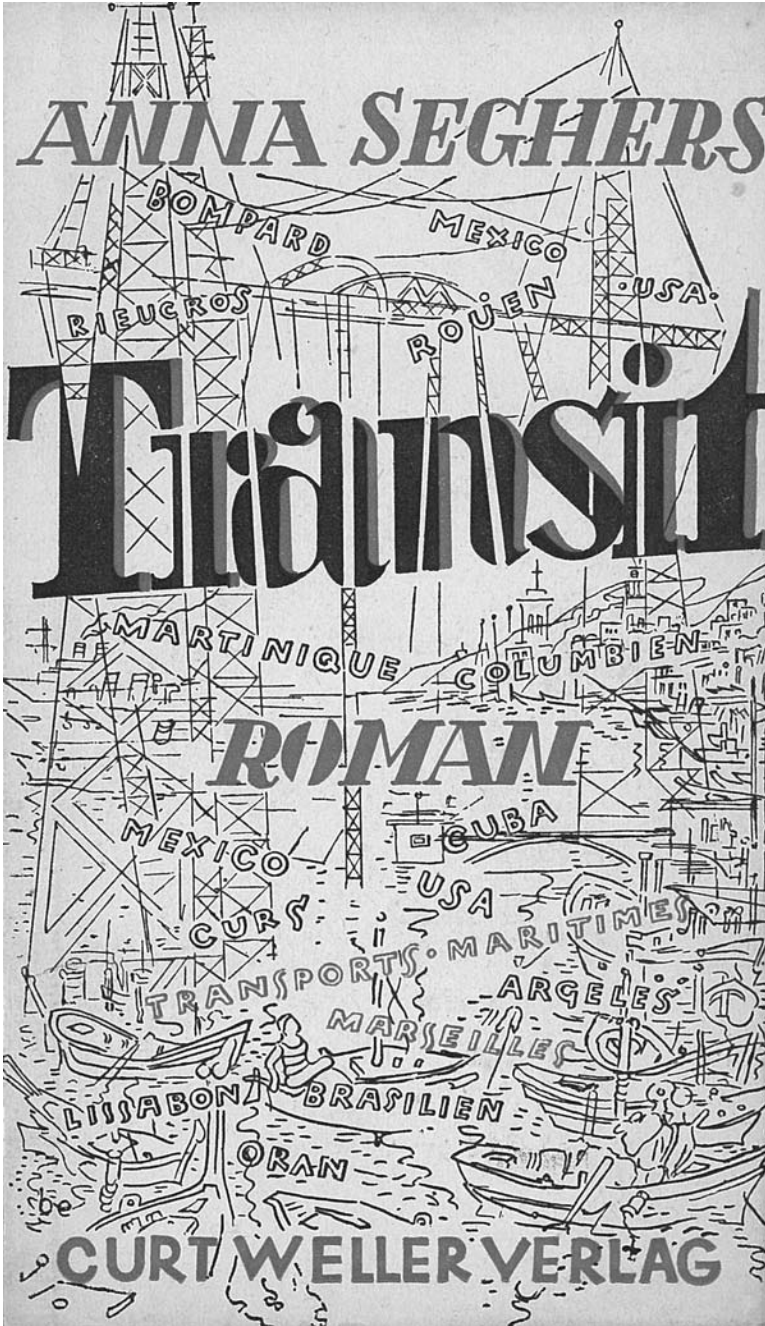 ANNA SEGHERS
BOMPARD
MEXICO
·USA·
RIEUCROS
ROUEN
Transit
MARTINIQUE
COLUMBIEN
ROMAN
MEXICO
CUBA
USA
CURS
TRANSPORTS·MARITIMES
ARGELES
MARSEILLES
LISSABON
BRASILIEN
ORAN
CURT WELLER VERLAG